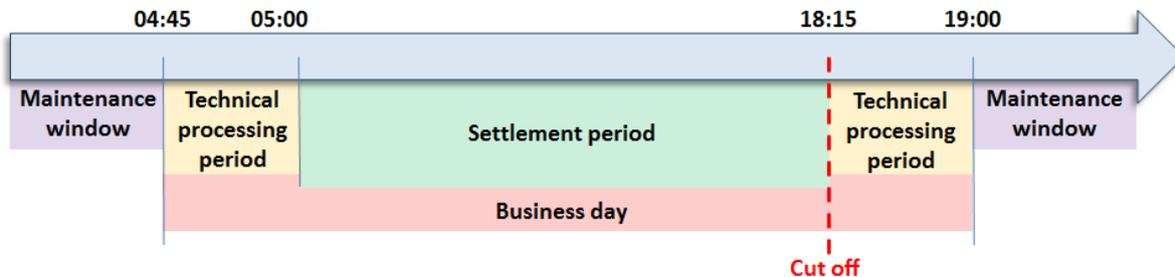 04:45 05:00 18:15 19:00
Maintenance
window
Technical
processing
period
Settlement period
Technical
processing
period
Maintenance
window
Business day
Cut off